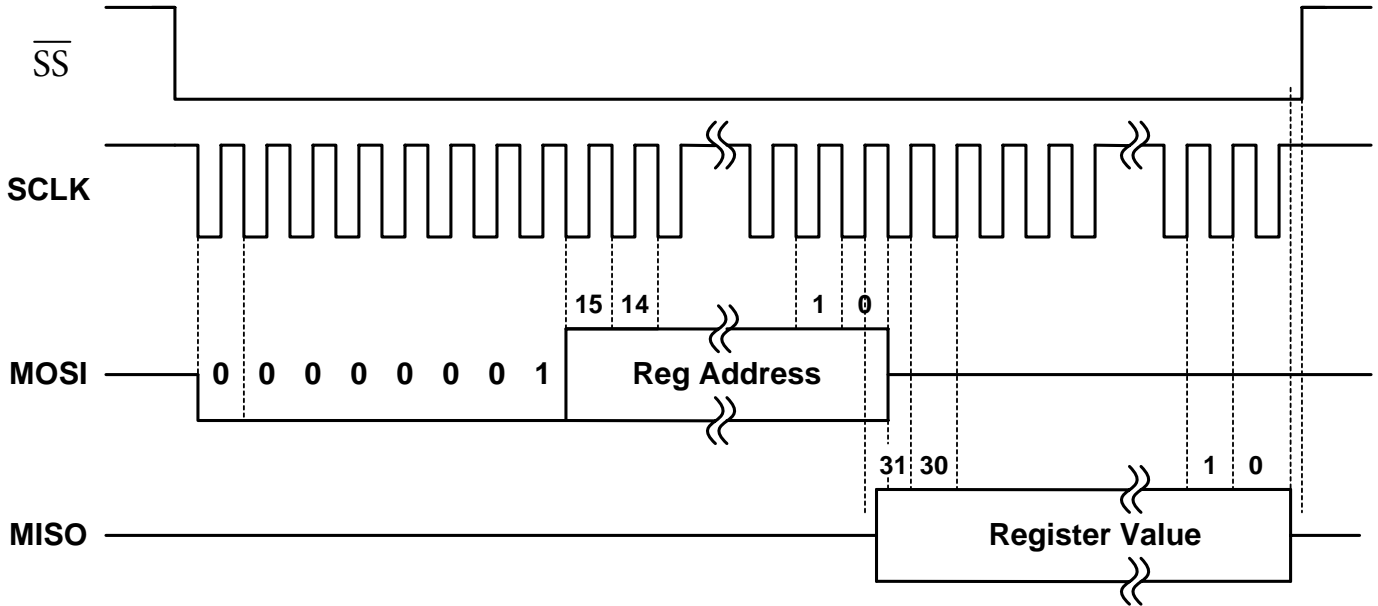 S̅S̅
SCLK
15 14 1 0
MOSI 0 0 0 0 0 0 0 1 Reg Address
31 30 1 0
MISO Register Value